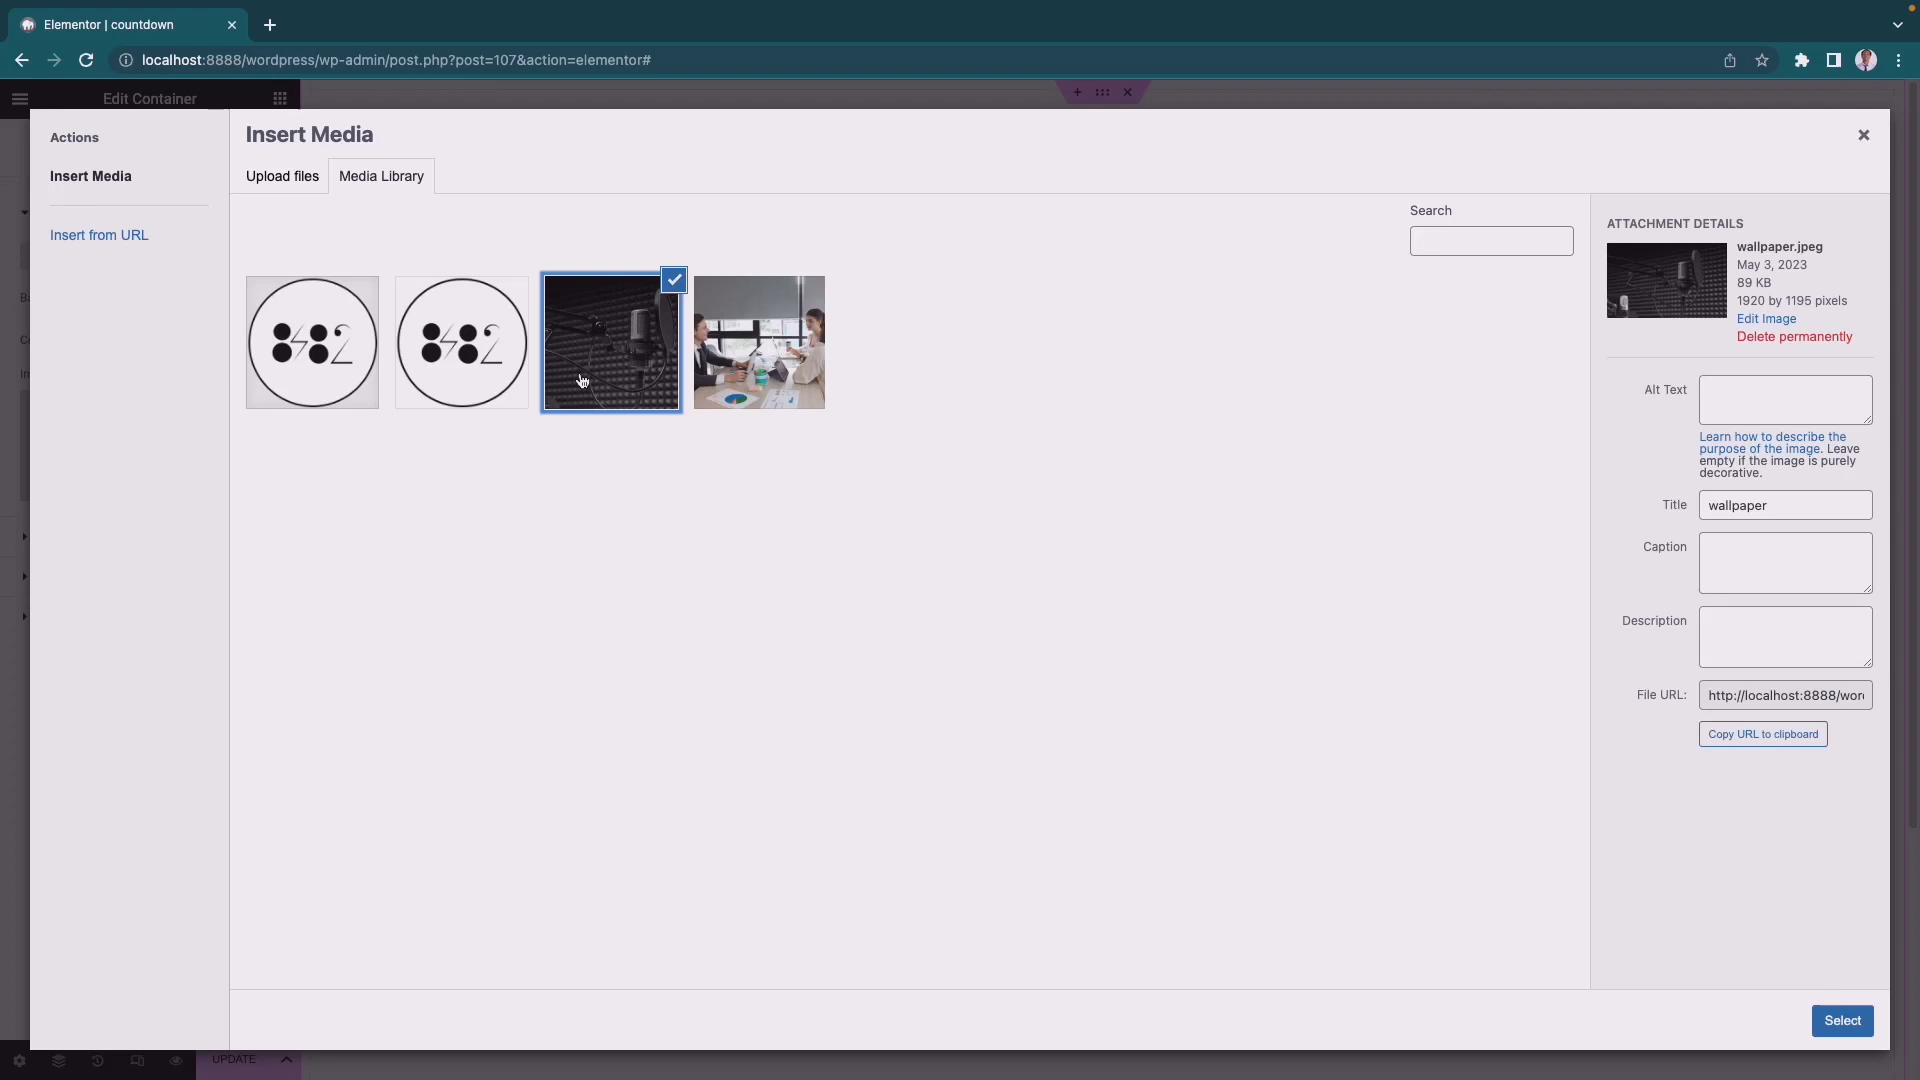 Elementor | countdown
localhost:8888/wordpress/wp-admin/post.php?post=107&action=elementor#
Edit Container
Actions
Insert Media
Insert from URL
Insert Media
Upload files
Media Library
Search
ATTACHMENT DETAILS
wallpaper.jpeg
May 3, 2023
89 KB
1920 by 1195 pixels
Edit Image
Delete permanently
Alt Text
Learn how to describe the
purpose of the image. Leave
empty if the image is purely
decorative.
Title
wallpaper
Caption
Description
File URL:
http://localhost:8888/wor
Copy URL to clipboard
Select
UPDATE